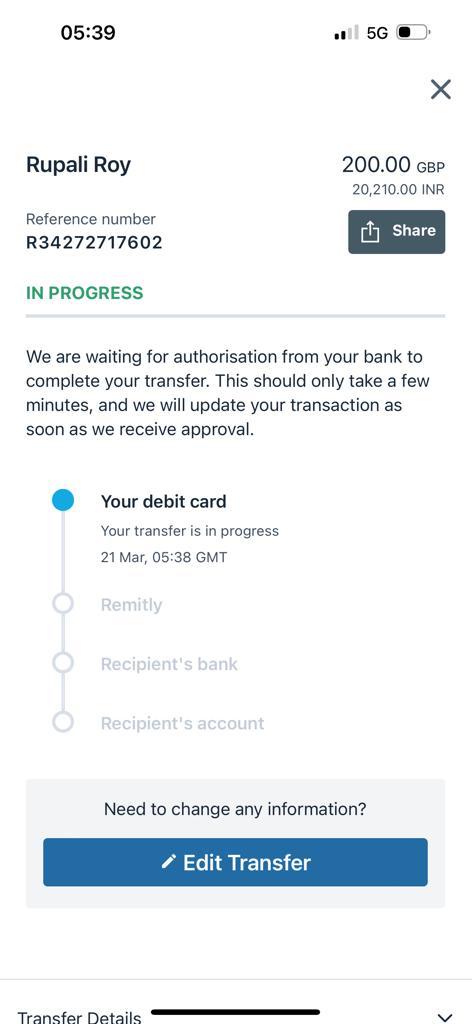 05:39
5G
Rupali Roy
200.00 GBP
20,210.00 INR
Reference number
R34272717602
Share
IN PROGRESS
We are waiting for authorisation from your bank to
complete your transfer. This should only take a few
minutes, and we will update your transaction as
soon as we receive approval.
Your debit card
Your transfer is in progress
21 Mar, 05:38 GMT
Remitly
Recipient's bank
Recipient's account
Need to change any information?
Edit Transfer
Transfer Details